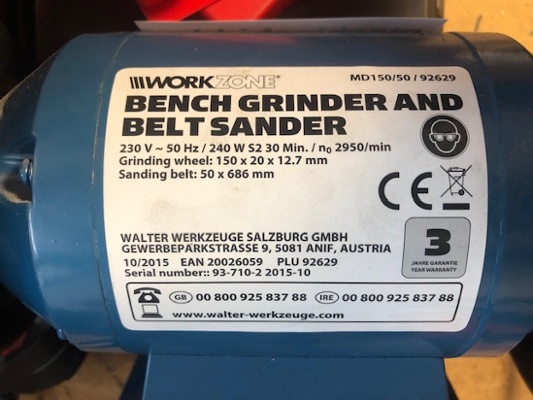 WORKZONE®
MD150/50 / 92629
BENCH GRINDER AND
BELT SANDER
230 V ~ 50 Hz / 240 W S2 30 Min. / n₀ 2950/min
Grinding wheel: 150 x 20 x 12.7 mm
Sanding belt: 50 x 686 mm
CE
WALTER WERKZEUGE SALZBURG GMBH
GEWERBEPARKSTRASSE 9, 5081 ANIF, AUSTRIA
10/2015 EAN 20026059 PLU 92629
Serial number:: 93-710-2 2015-10
3
JAHRE GARANTIE
YEAR WARRANTY
GB 00 800 925 837 88 IRE 00 800 925 837 88
www.walter-werkzeuge.com